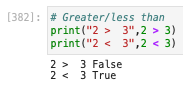 [382]: # Greater/less than
print("2 >  3",2 > 3)
print("2 <  3",2 < 3)
2 >  3 False
2 <  3 True